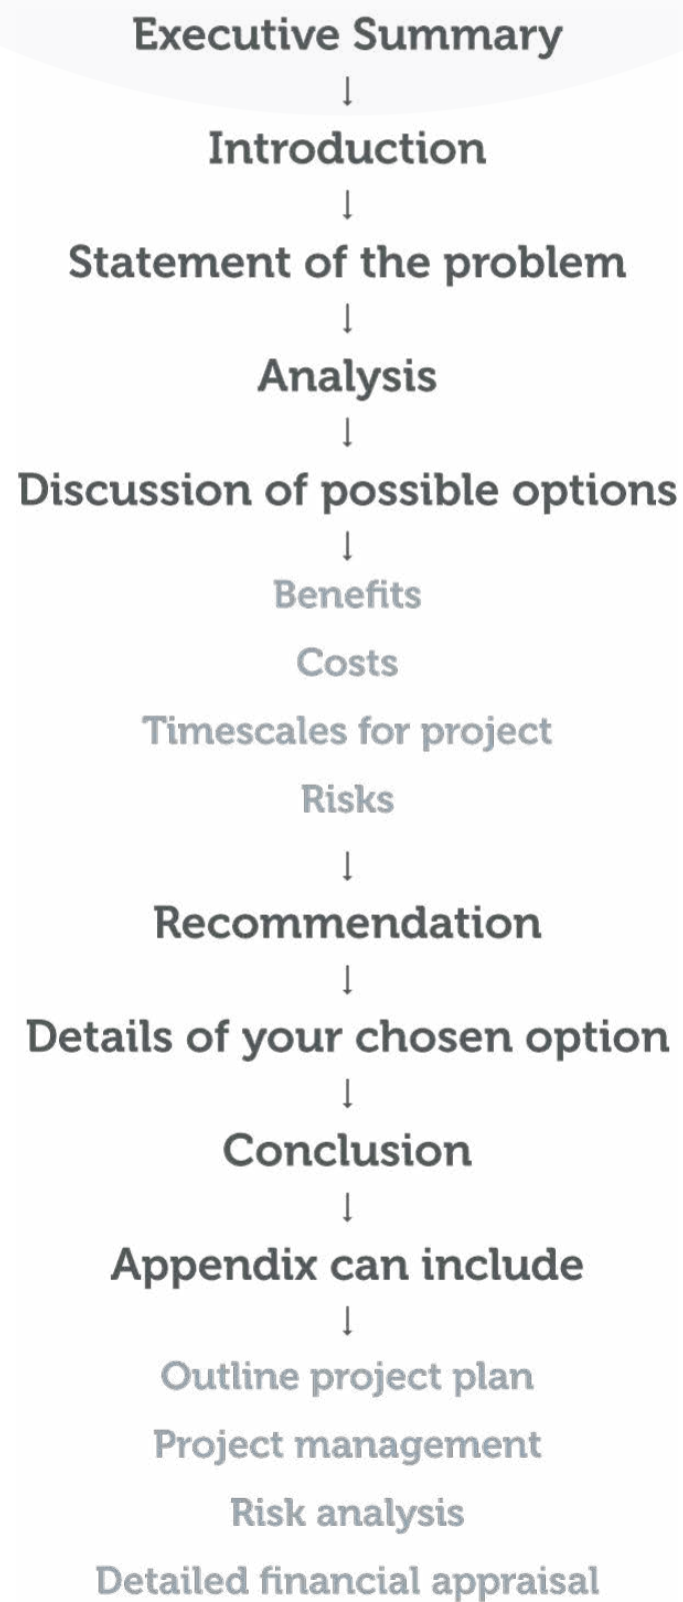 Executive Summary
↓
Introduction
↓
Statement of the problem
↓
Analysis
↓
Discussion of possible options
↓
Benefits
Costs
Timescales for project
Risks
↓
Recommendation
↓
Details of your chosen option
↓
Conclusion
↓
Appendix can include
↓
Outline project plan
Project management
Risk analysis
Detailed financial appraisal